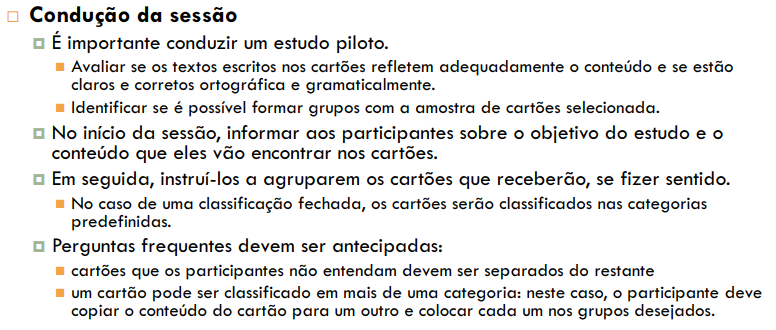 Condução da sessão
É importante conduzir um estudo piloto.
Avaliar se os textos escritos nos cartões refletem adequadamente o conteúdo e se estão
claros e corretos ortográfica e gramaticalmente.
Identificar se é possível formar grupos com a amostra de cartões selecionada.
No início da sessão, informar aos participantes sobre o objetivo do estudo e o
conteúdo que eles vão encontrar nos cartões.
Em seguida, instruí-los a agruparem os cartões que receberão, se fizer sentido.
No caso de uma classificação fechada, os cartões serão classificados nas categorias
predefinidas.
Perguntas frequentes devem ser antecipadas:
cartões que os participantes não entendam devem ser separados do restante
um cartão pode ser classificado em mais de uma categoria: neste caso, o participante deve
copiar o conteúdo do cartão para um outro e colocar cada um nos grupos desejados.